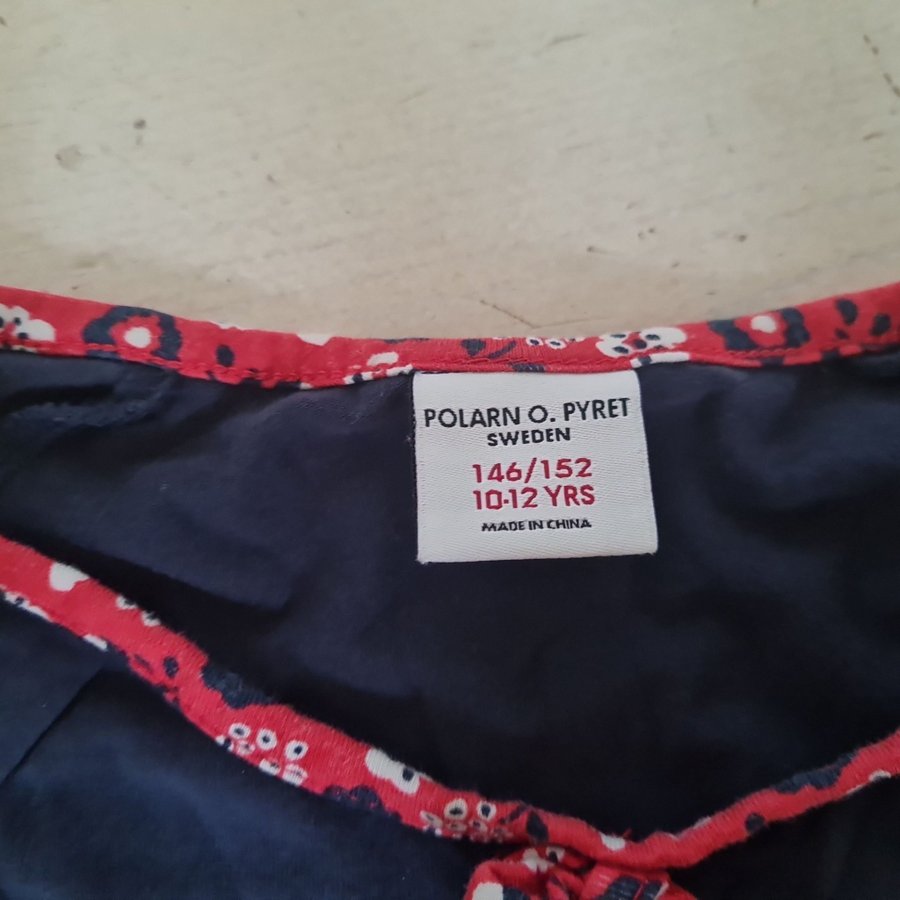 POLARN O. PYRET
SWEDEN
146/152
10-12 YRS
MADE IN CHINA